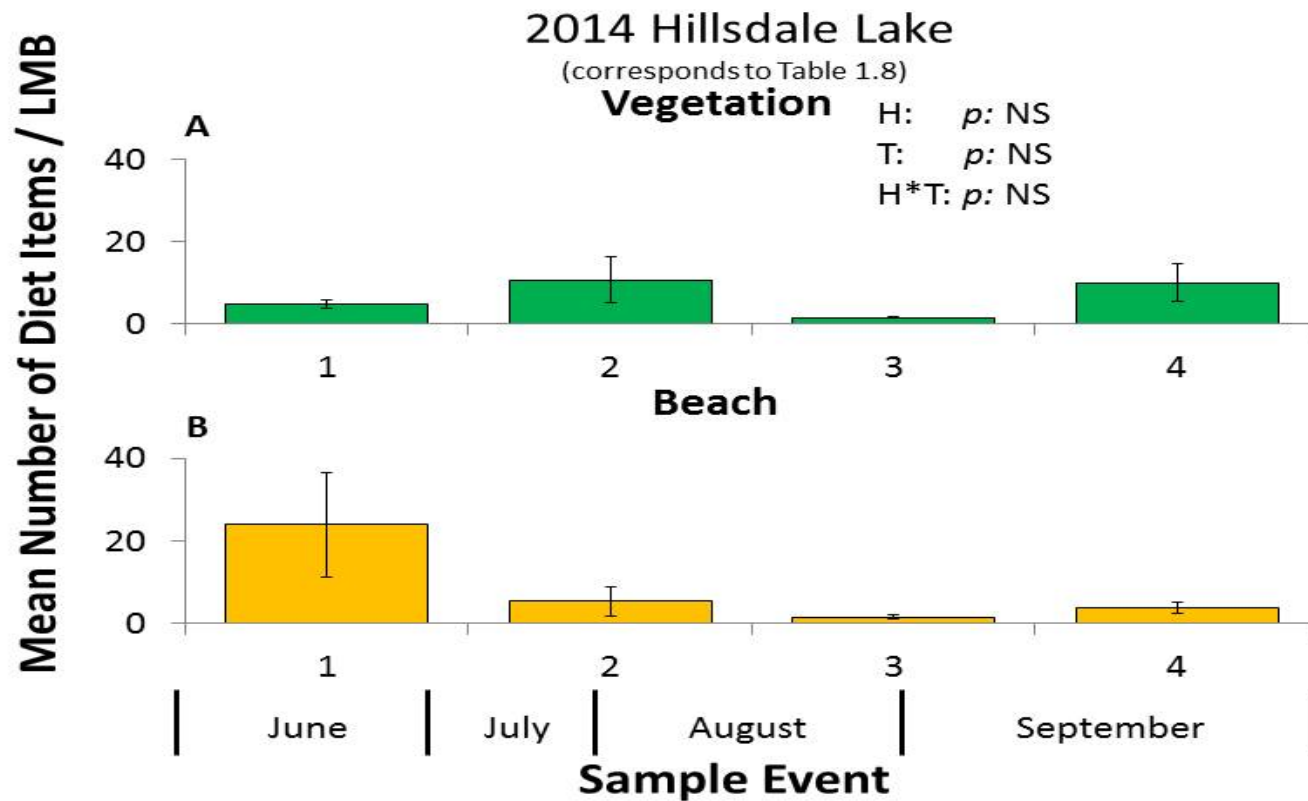 2014 Hillsdale Lake
(corresponds to Table 1.8)
Vegetation
H: p: NS
T: p: NS
H*T: p: NS
Mean Number of Diet Items / LMB
A
40
20
0
1 2 3 4
Beach
B
40
20
0
1 2 3 4
June July August September
Sample Event